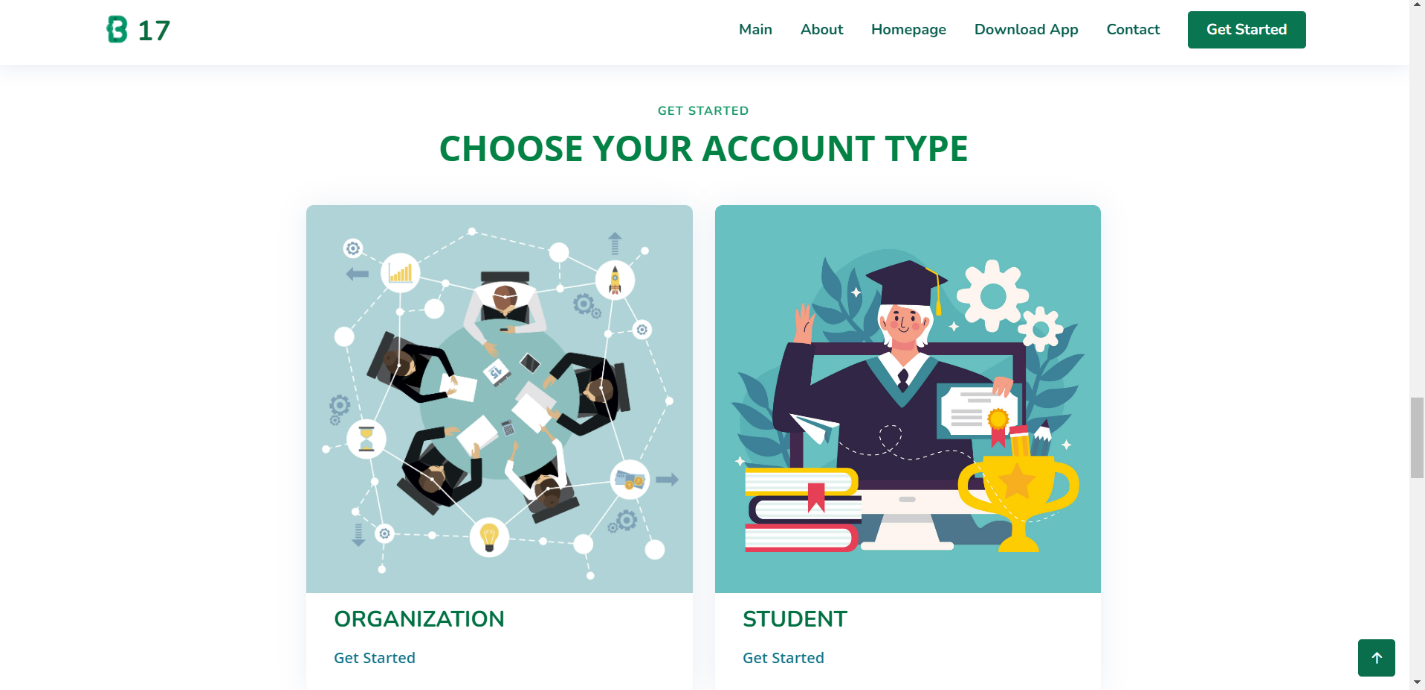 B 17
Main About Homepage Download App Contact Get Started
GET STARTED
CHOOSE YOUR ACCOUNT TYPE
ORGANIZATION
Get Started
STUDENT
Get Started